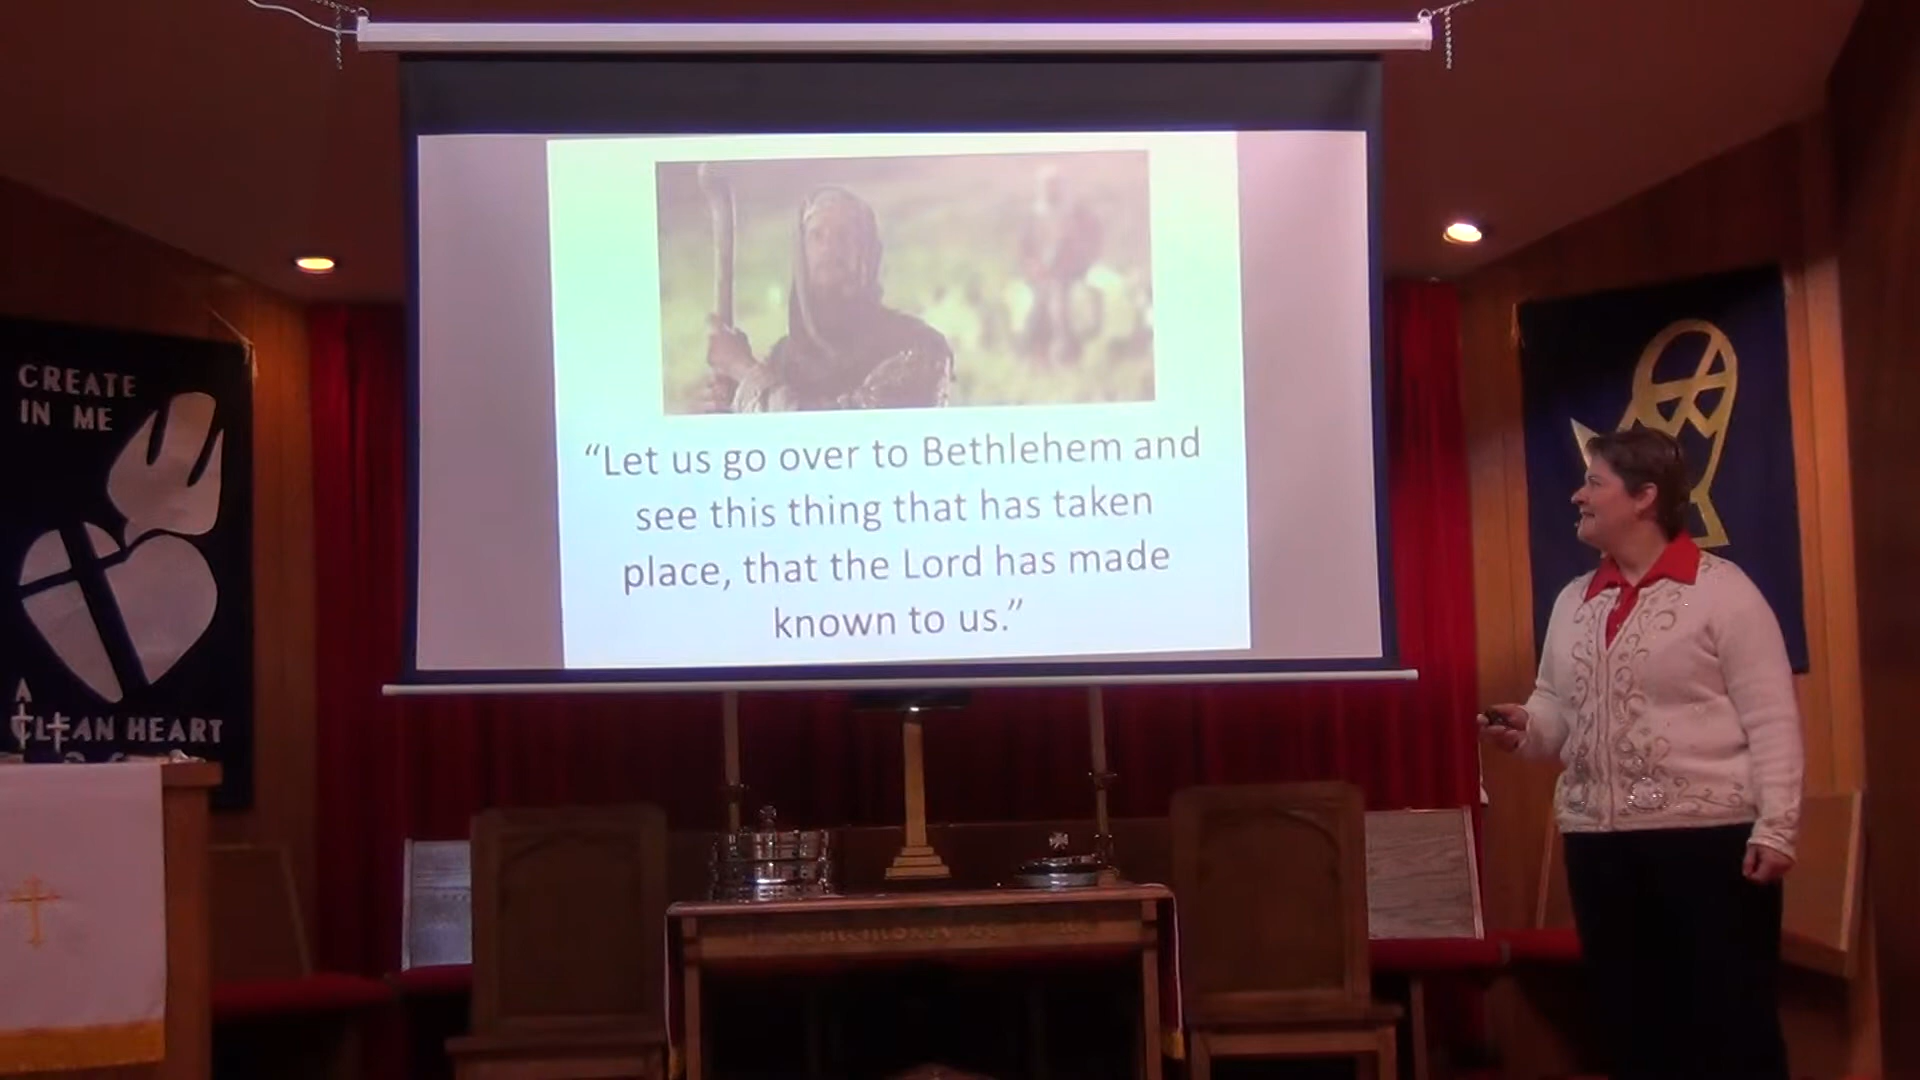 CREATE
IN ME
A
CLEAN HEART
“Let us go over to Bethlehem and
see this thing that has taken
place, that the Lord has made
known to us.”